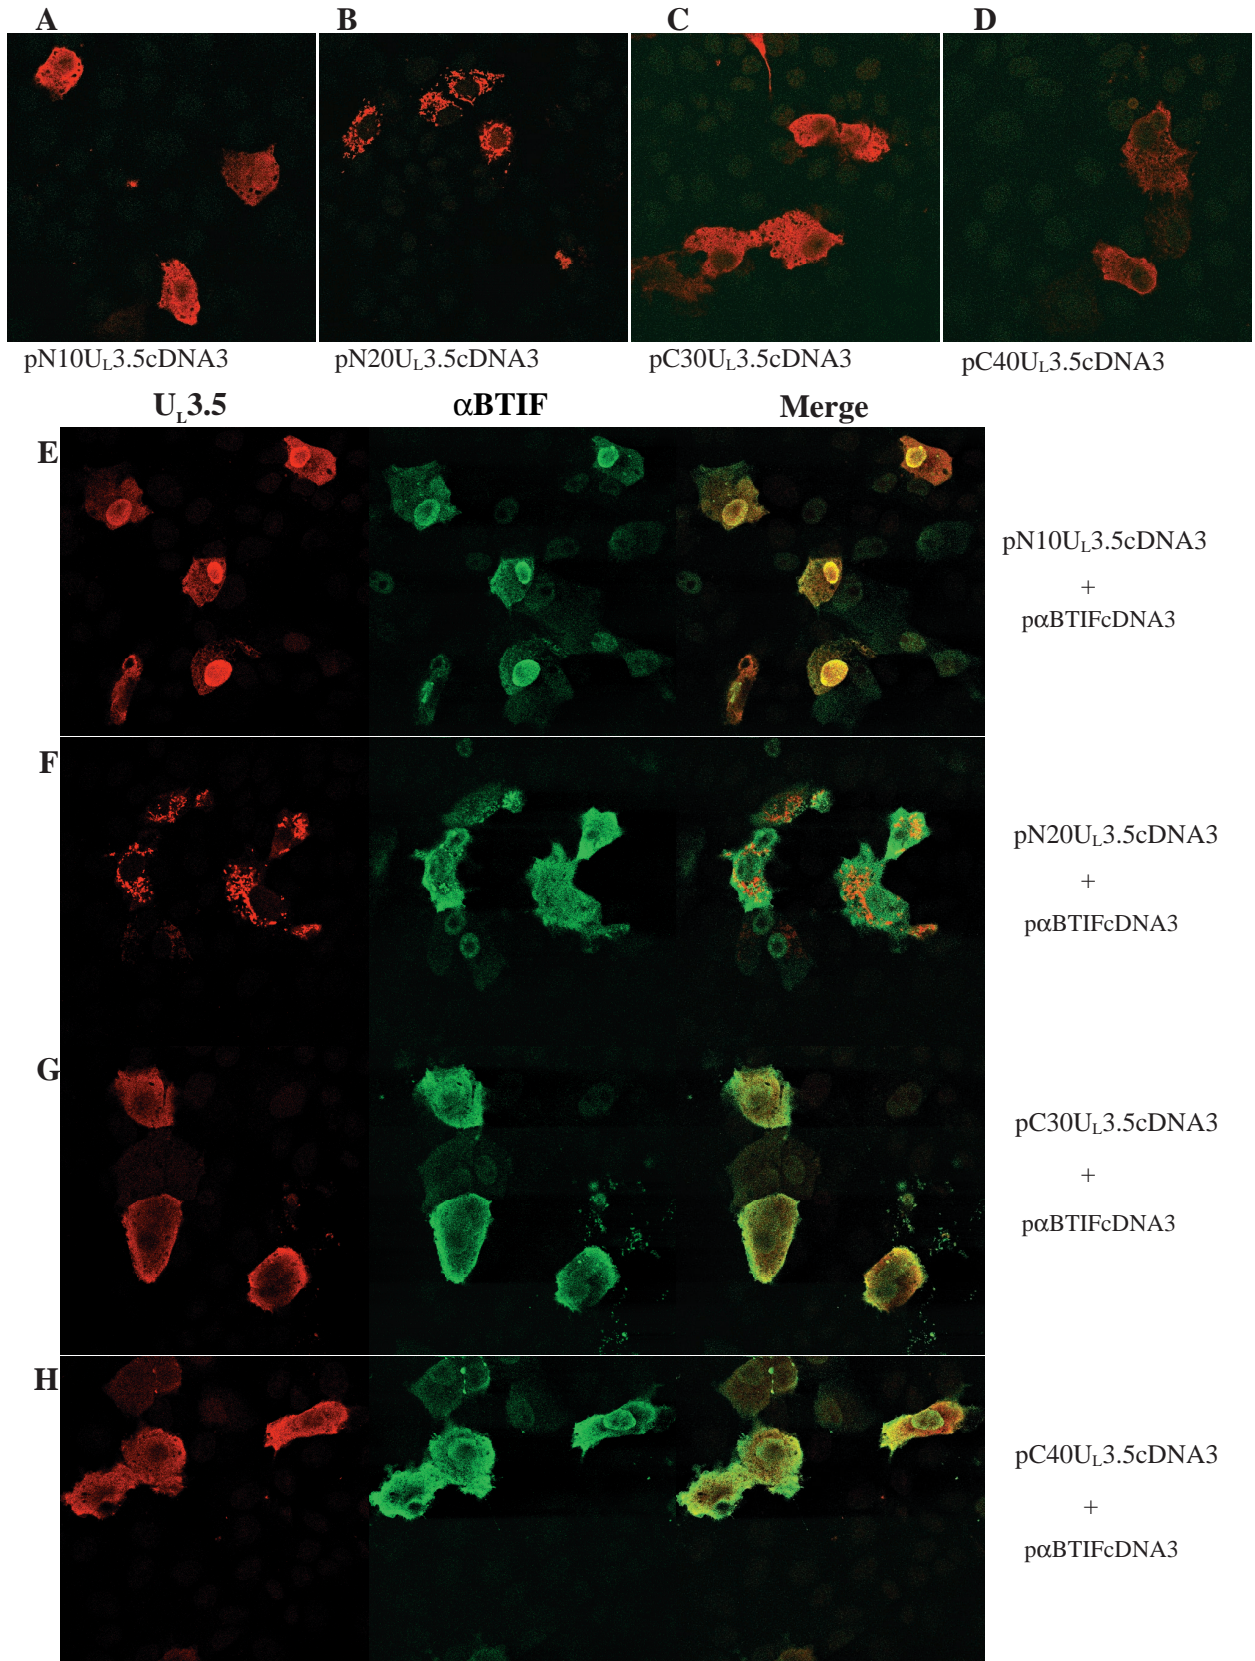 A B C D
pN10UL3.5cDNA3 pN20UL3.5cDNA3 pC30UL3.5cDNA3 pC40UL3.5cDNA3
UL3.5 αBTIF Merge
E
pN10UL3.5cDNA3
+
pαBTIFcDNA3
F
pN20UL3.5cDNA3
+
pαBTIFcDNA3
G
pC30UL3.5cDNA3
+
pαBTIFcDNA3
H
pC40UL3.5cDNA3
+
pαBTIFcDNA3